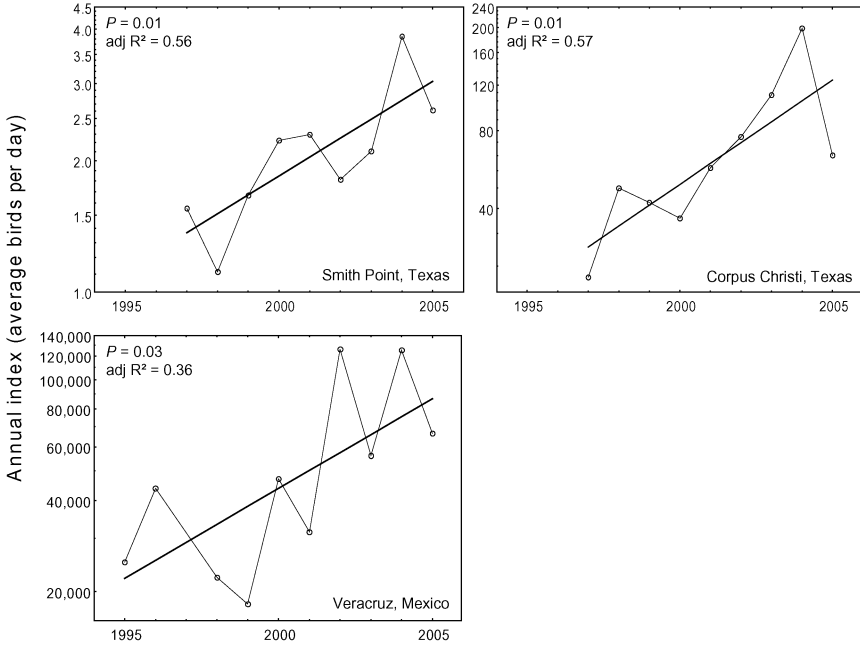 Annual index (average birds per day)
P = 0.01
adj R² = 0.56
4.5
4.0
3.5
3.0
2.5
2.0
1.5
1.0
Smith Point, Texas
1995 2000 2005
P = 0.01
adj R² = 0.57
240
200
160
120
80
40
Corpus Christi, Texas
1995 2000 2005
P = 0.03
adj R² = 0.36
140,000
120,000
100,000
80,000
60,000
40,000
20,000
Veracruz, Mexico
1995 2000 2005